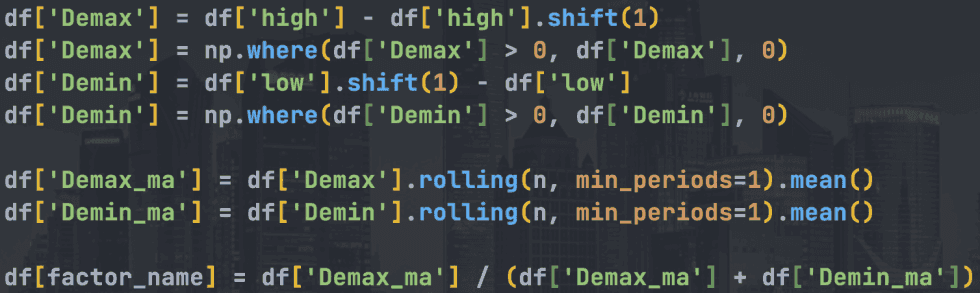 df['Demax'] = df['high'] - df['high'].shift(1)
df['Demax'] = np.where(df['Demax'] > 0, df['Demax'], 0)
df['Demin'] = df['low'].shift(1) - df['low']
df['Demin'] = np.where(df['Demin'] > 0, df['Demin'], 0)
df['Demax_ma'] = df['Demax'].rolling(n, min_periods=1).mean()
df['Demin_ma'] = df['Demin'].rolling(n, min_periods=1).mean()
df[factor_name] = df['Demax_ma'] / (df['Demax_ma'] + df['Demin_ma'])